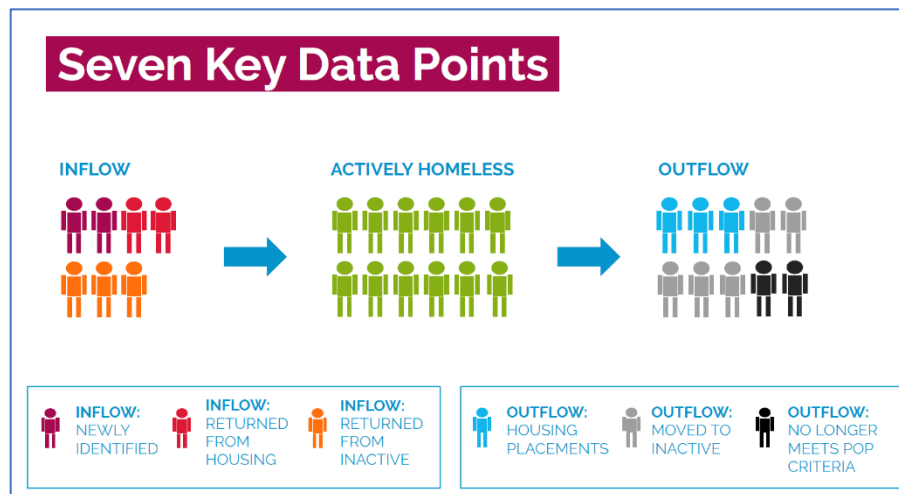 Seven Key Data Points
INFLOW
ACTIVELY HOMELESS
OUTFLOW
INFLOW:
NEWLY
IDENTIFIED
INFLOW:
RETURNED
FROM
HOUSING
INFLOW:
RETURNED
FROM
INACTIVE
OUTFLOW:
HOUSING
PLACEMENTS
OUTFLOW:
MOVED TO
INACTIVE
OUTFLOW:
NO LONGER
MEETS POP
CRITERIA